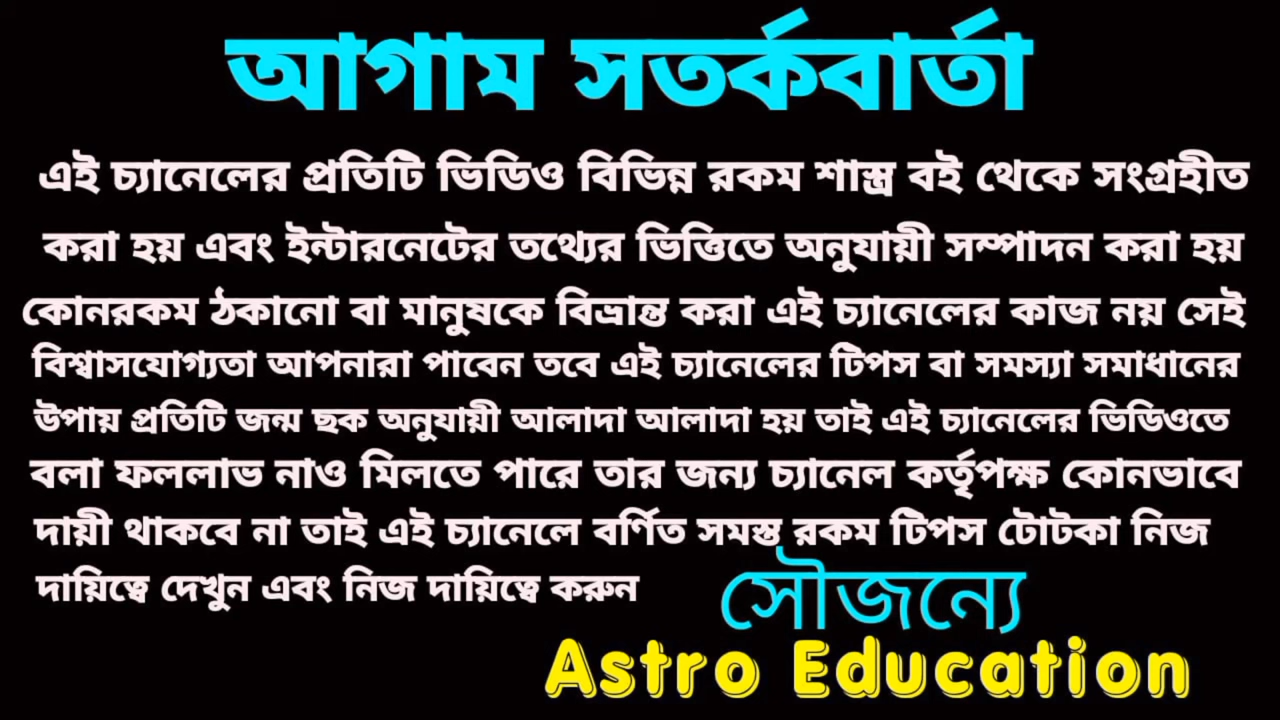 আগাম সতর্কবার্তা
এই চ্যানেলের প্রতিটি ভিডিও বিভিন্ন রকম শাস্ত্র বই থেকে সংগ্রহীত
করা হয় এবং ইন্টারনেটের তথ্যের ভিত্তিতে অনুযায়ী সম্পাদন করা হয়
কোনরকম ঠকানো বা মানুষকে বিভ্রান্ত করা এই চ্যানেলের কাজ নয় সেই
বিশ্বাসযোগ্যতা আপনারা পাবেন তবে এই চ্যানেলের টিপস বা সমস্যা সমাধানের
উপায় প্রতিটি জন্ম ছক অনুযায়ী আলাদা আলাদা হয় তাই এই চ্যানেলের ভিডিওতে
বলা ফললাভ নাও মিলতে পারে তার জন্য চ্যানেল কর্তৃপক্ষ কোনভাবে
দায়ী থাকবে না তাই এই চ্যানেলে বর্ণিত সমস্ত রকম টিপস টোটকা নিজ
দায়িত্বে দেখুন এবং নিজ দায়িত্বে করুন
সৌজন্যে
Astro Education